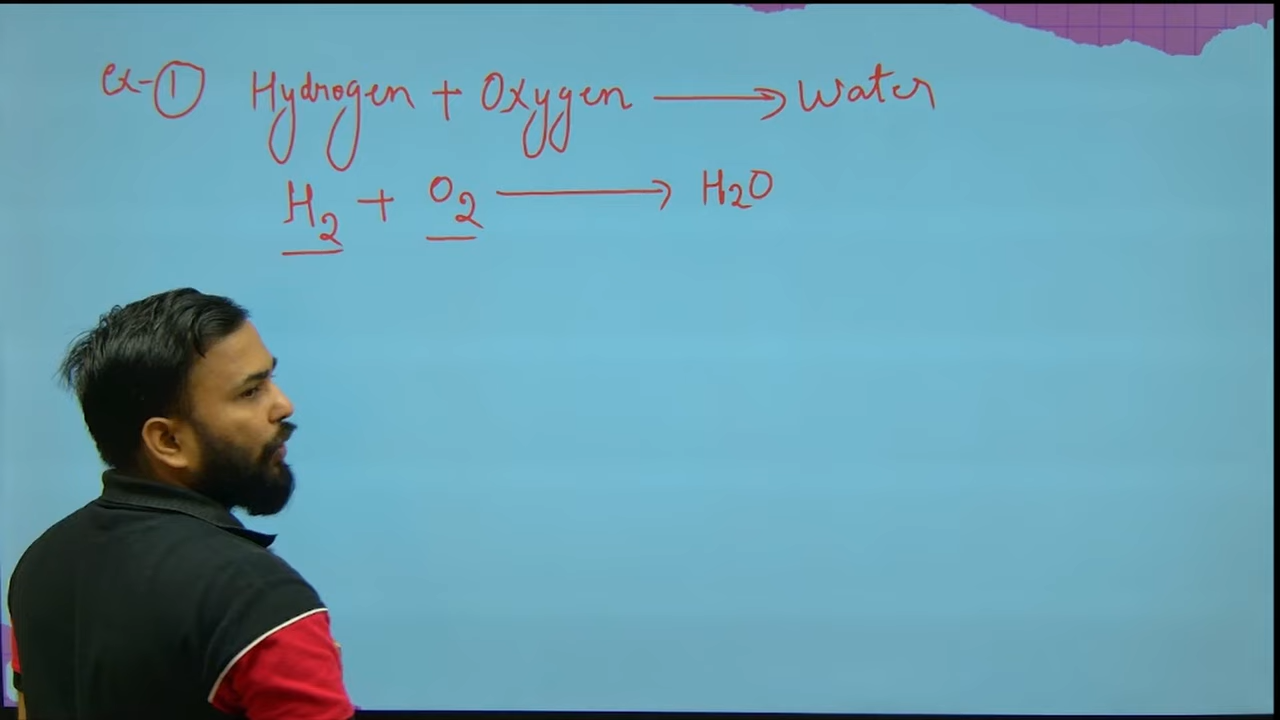 ex-① Hydrogen + Oxygen ⟶ Water
H₂ + O₂ ⟶ H₂O